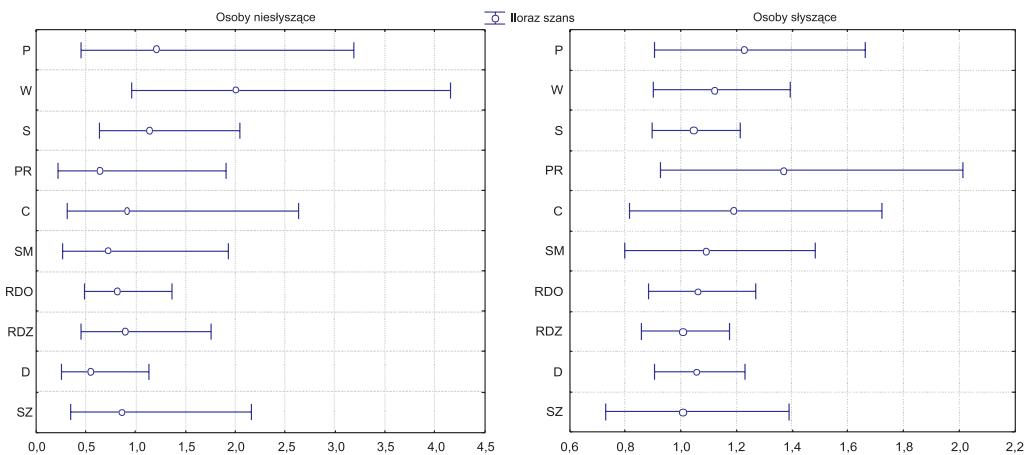 Osoby niesłyszące
Iloraz szans
Osoby słyszące
P
W
S
PR
C
SM
RDO
RDZ
D
SZ
0,0 0,5 1,0 1,5 2,0 2,5 3,0 3,5 4,0 4,5
P
W
S
PR
C
SM
RDO
RDZ
D
SZ
0,6 0,8 1,0 1,2 1,4 1,6 1,8 2,0 2,2